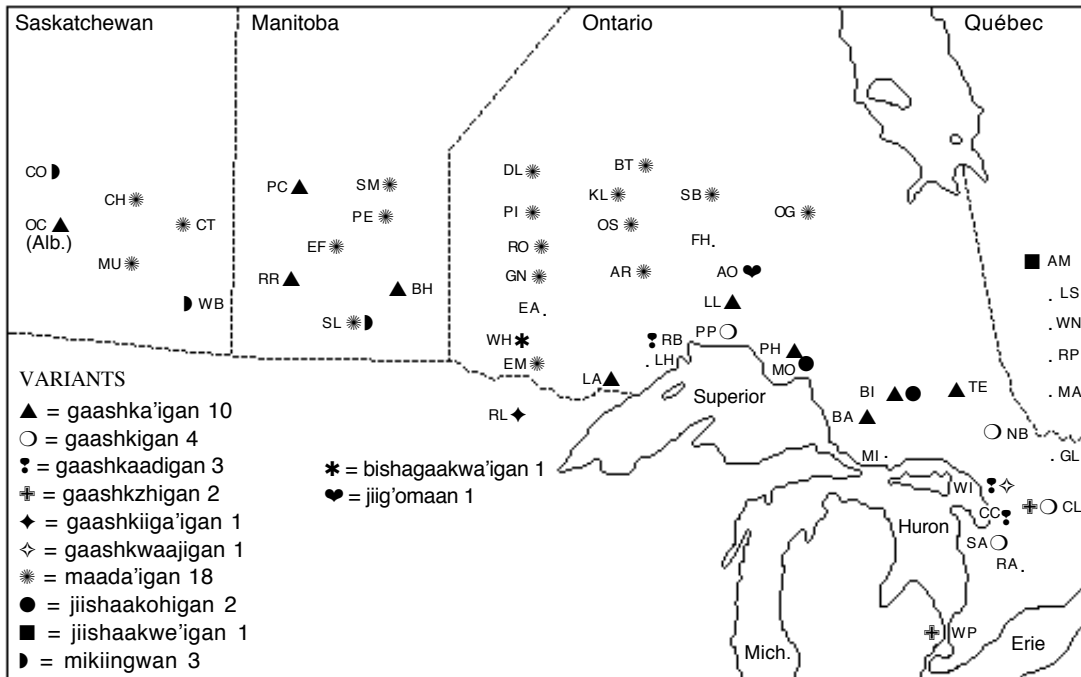 Saskatchewan Manitoba Ontario Québec
CO
CH
OC
(Alb.)
CT
MU
WB
PC
SM
PE
EF
RR
BH
SL
DL
PI
RO
GN
EA
WH
EM
LA
RL
BT
KL
OS
AR
SB
FH
AO
LL
OG
RB
LH
PP
PH
MO
BI
BA
TE
MI
NB
AM
LS
WN
RP
MA
GL
WI
CC
CL
SA
RA
WP
Superior
Huron
Mich.
Erie
VARIANTS
▲ = gaashka'igan 10
❍ = gaashkigan 4
❢ = gaashkaadigan 3
✙ = gaashkzhigan 2
✦ = gaashkiiga'igan 1
✧ = gaashkwaajigan 1
✺ = maada'igan 18
● = jiishaakohigan 2
■ = jiishaakwe'igan 1
◗ = mikiingwan 3
✱ = bishagaakwa'igan 1
❤ = jiig'omaan 1